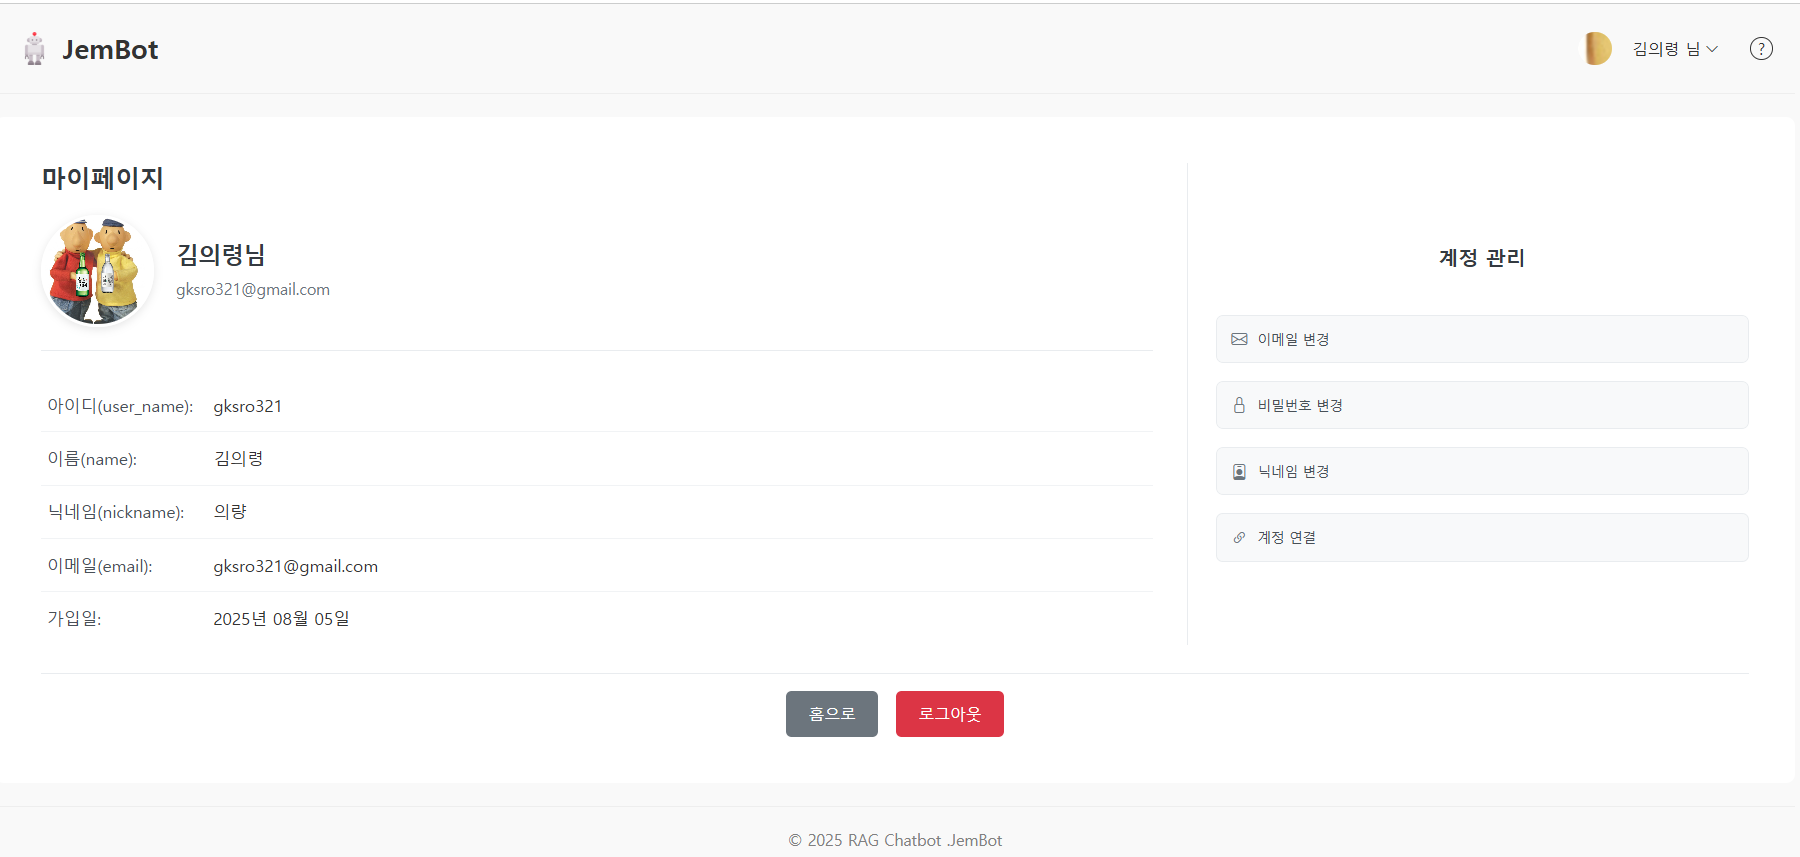 JemBot
김의령 님
?
마이페이지
김의령님
gksro321@gmail.com
아이디(user_name): gksro321
이름(name): 김의령
닉네임(nickname): 의량
이메일(email): gksro321@gmail.com
가입일: 2025년 08월 05일
계정 관리
이메일 변경
비밀번호 변경
닉네임 변경
계정 연결
홈으로
로그아웃
© 2025 RAG Chatbot JemBot